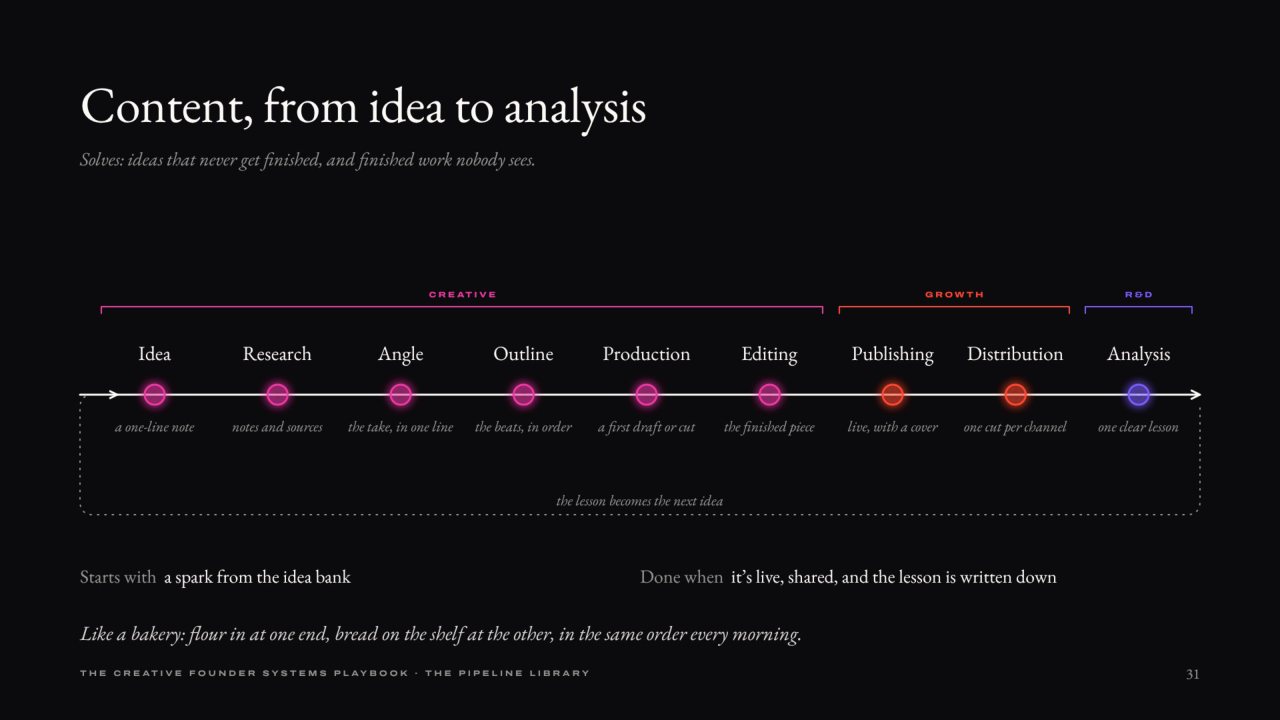 Content, from idea to analysis
Solves: ideas that never get finished, and finished work nobody sees.
CREATIVE GROWTH R&D
Idea Research Angle Outline Production Editing Publishing Distribution Analysis
a one-line note notes and sources the take, in one line the beats, in order a first draft or cut the finished piece live, with a cover one cut per channel one clear lesson
the lesson becomes the next idea
Starts with a spark from the idea bank Done when it’s live, shared, and the lesson is written down
Like a bakery: flour in at one end, bread on the shelf at the other, in the same order every morning.
THE CREATIVE FOUNDER SYSTEMS PLAYBOOK · THE PIPELINE LIBRARY 31